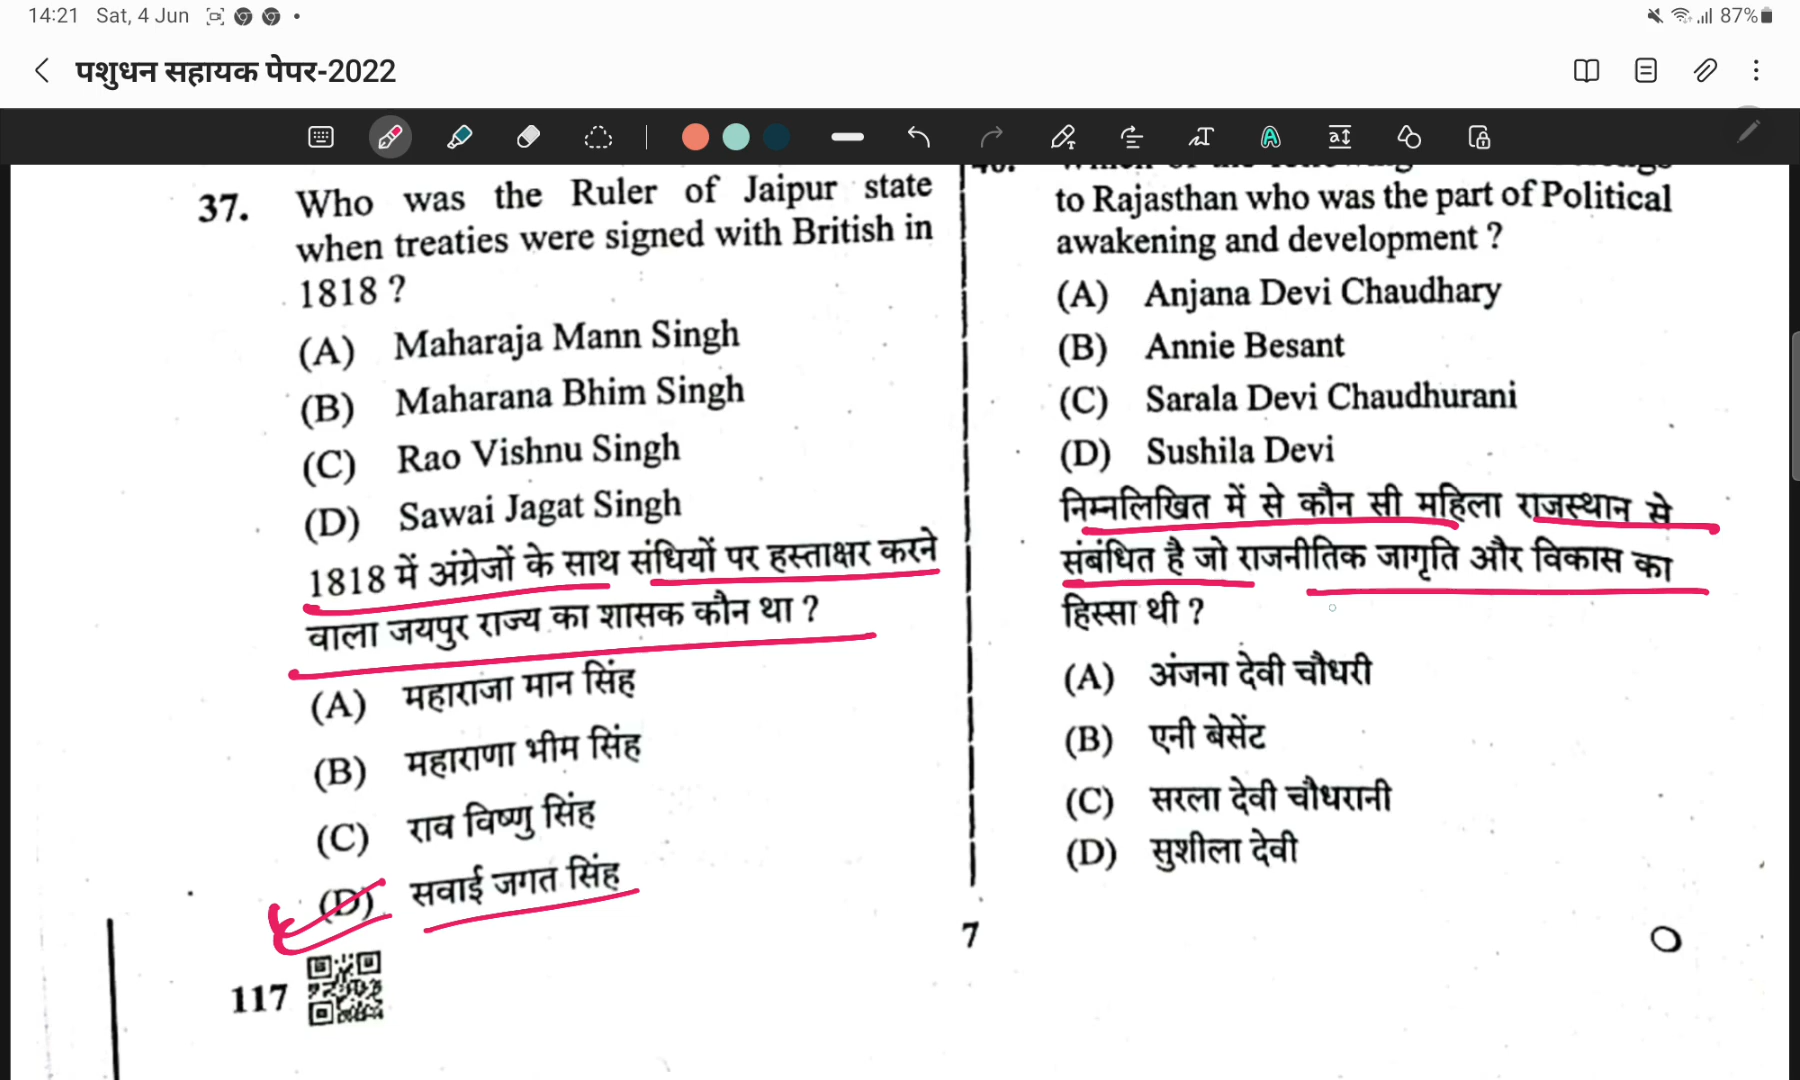 14:21 Sat, 4 Jun
87%
पशुधन सहायक पेपर-2022
37. Who was the Ruler of Jaipur state
when treaties were signed with British in
1818 ?
(A) Maharaja Mann Singh
(B) Maharana Bhim Singh
(C) Rao Vishnu Singh
(D) Sawai Jagat Singh
1818 में अंग्रेजों के साथ संधियों पर हस्ताक्षर करने
वाला जयपुर राज्य का शासक कौन था ?
(A) महाराजा मान सिंह
(B) महाराणा भीम सिंह
(C) राव विष्णु सिंह
(D) सवाई जगत सिंह
117
to Rajasthan who was the part of Political
awakening and development ?
(A) Anjana Devi Chaudhary
(B) Annie Besant
(C) Sarala Devi Chaudhurani
(D) Sushila Devi
निम्नलिखित में से कौन सी महिला राजस्थान से
संबंधित है जो राजनीतिक जागृति और विकास का
हिस्सा थी ?
(A) अंजना देवी चौधरी
(B) एनी बेसेंट
(C) सरला देवी चौधरानी
(D) सुशीला देवी
7